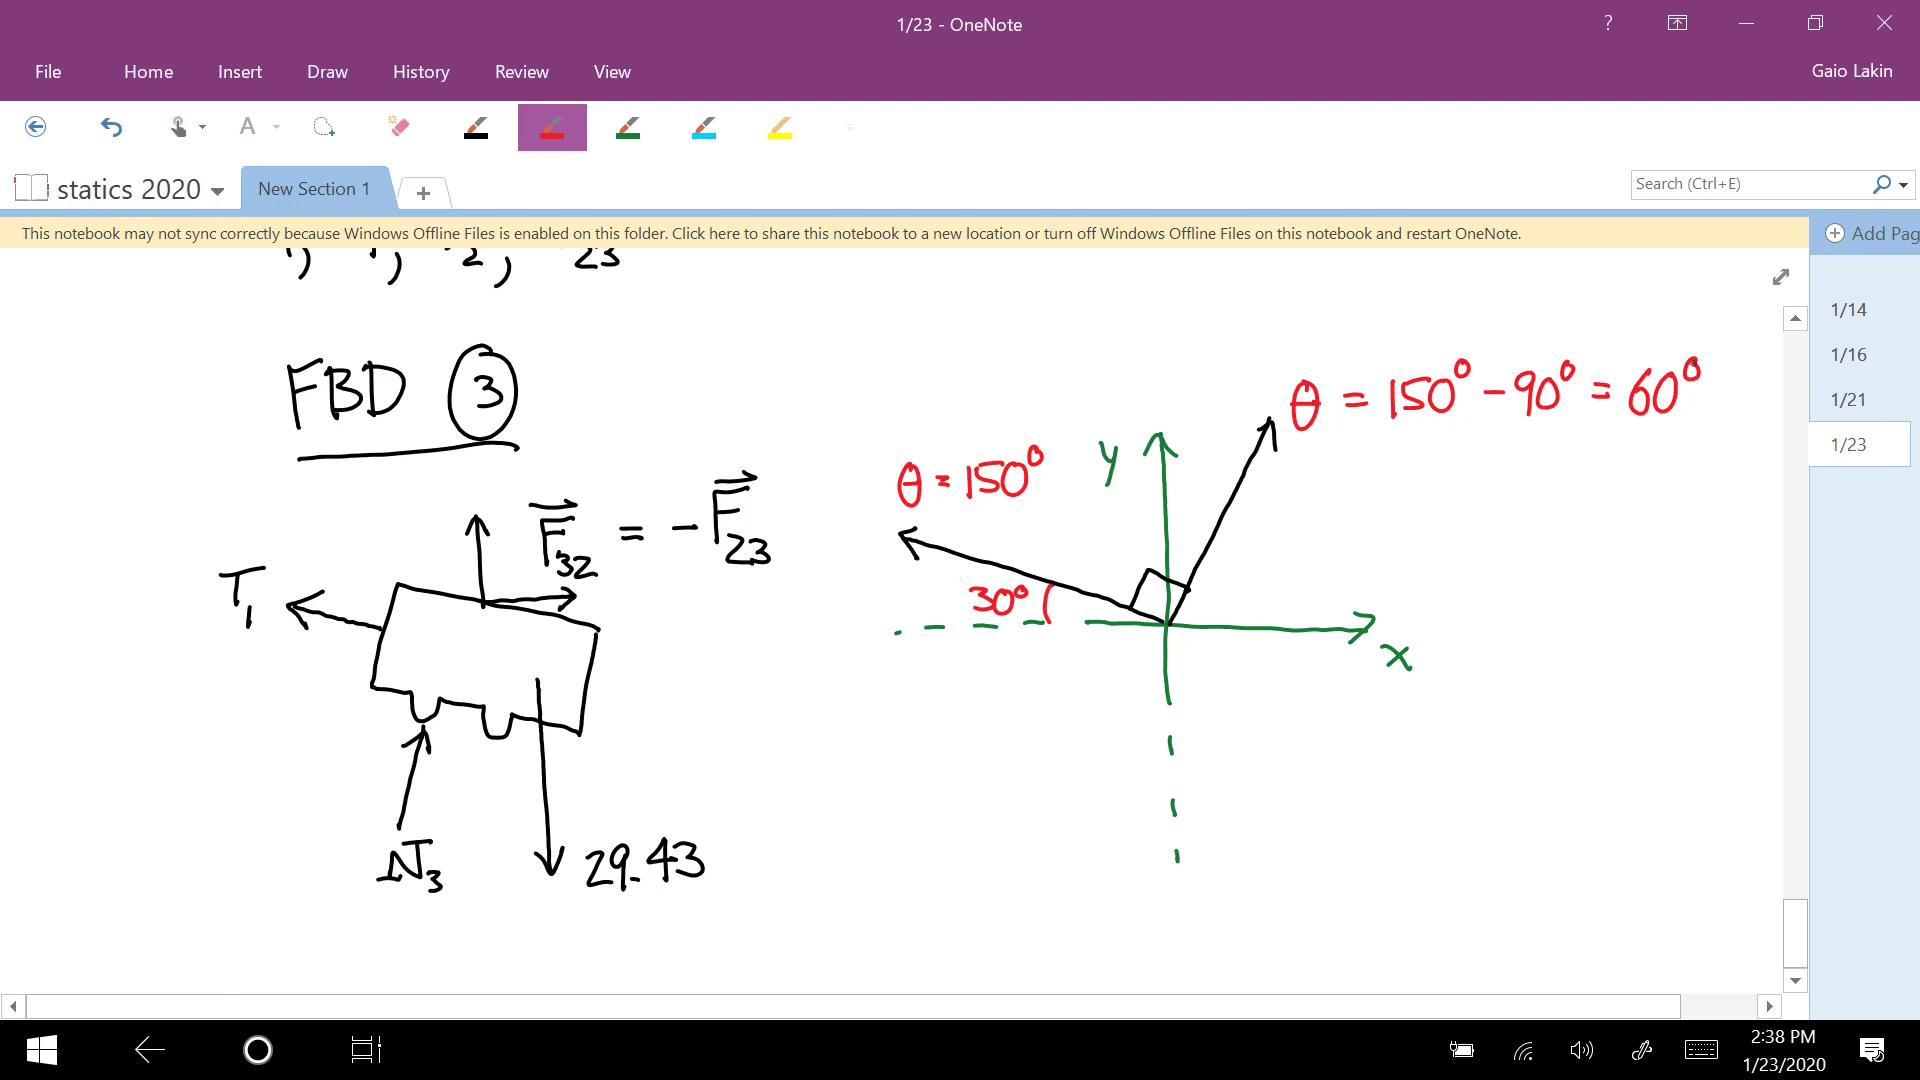 1/23 - OneNote
?
File Home Insert Draw History Review View
Gaio Lakin
A
statics 2020
New Section 1
+
Search (Ctrl+E)
This notebook may not sync correctly because Windows Offline Files is enabled on this folder. Click here to share this notebook to a new location or turn off Windows Offline Files on this notebook and restart OneNote.
Add Pag
1/14
1/16
1/21
1/23
23
FBD 3
F32 = -F23
T1
N3
29.43
θ = 150° - 90° = 60°
θ = 150°
y
30°
x
2:38 PM
1/23/2020